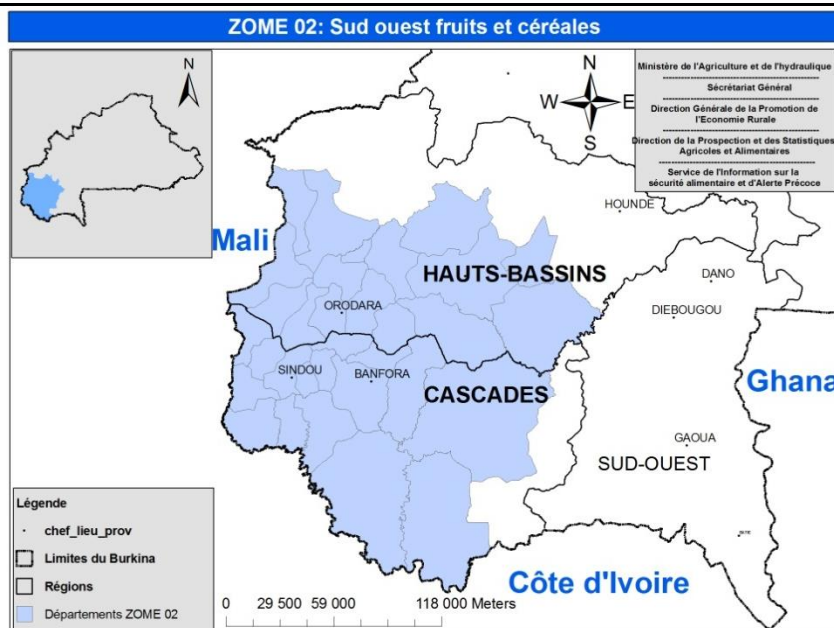 ZOME 02: Sud ouest fruits et céréales
N
N
W
E
S
Ministère de l'Agriculture et de l'hydraulique
Sécrétariat Général
Direction Générale de la Promotion de
l'Economie Rurale
Direction de la Prospection et des Statistiques
Agricoles et Alimentaires
Service de l'Information sur la
sécurité alimentaire et d'Alerte Précoce
HOUNDE
Mali
HAUTS-BASSINS
DANO
ORODARA
DIEBOUGOU
SINDOU
BANFORA
Ghana
CASCADES
GAOUA
SUD-OUEST
Côte d'Ivoire
Légende
chef_lieu_prov
Limites du Burkina
Régions
Départements ZOME 02
0 29 500 59 000 118 000 Meters